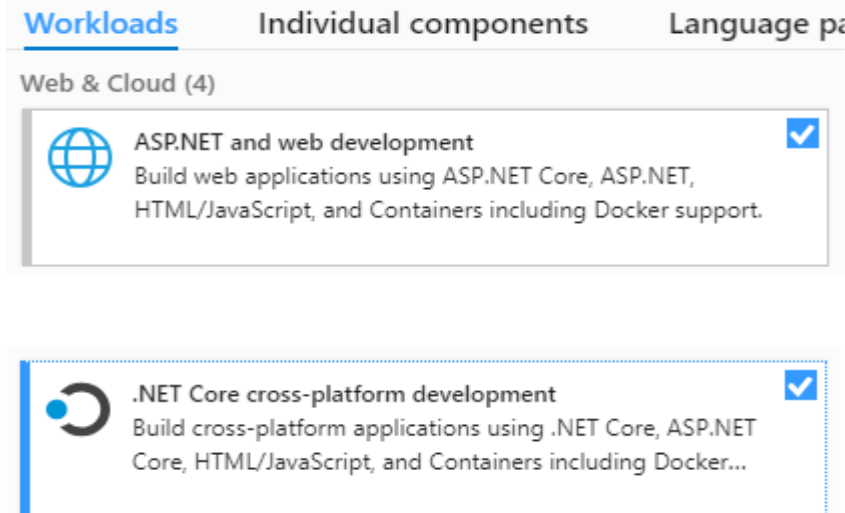 Workloads Individual components Language pa
Web & Cloud (4)
ASP.NET and web development
Build web applications using ASP.NET Core, ASP.NET,
HTML/JavaScript, and Containers including Docker support.
.NET Core cross-platform development
Build cross-platform applications using .NET Core, ASP.NET
Core, HTML/JavaScript, and Containers including Docker...